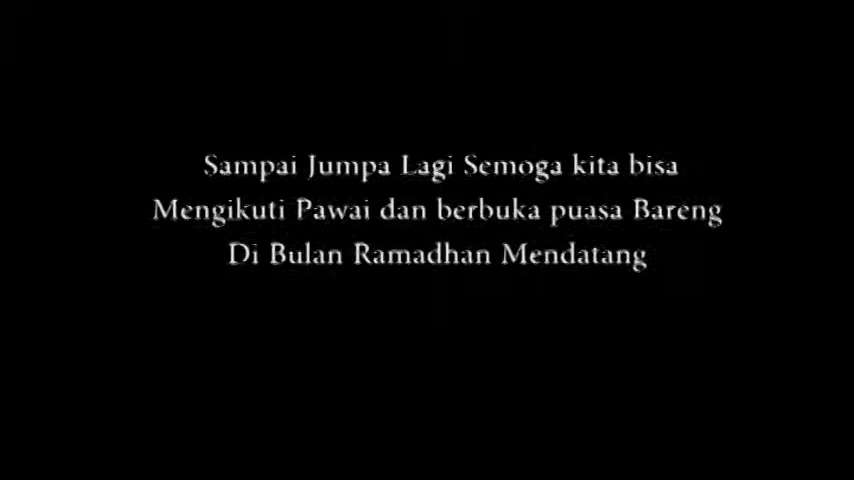 Sampai Jumpa Lagi Semoga kita bisa
Mengikuti Pawai dan berbuka puasa Bareng
Di Bulan Ramadhan Mendatang